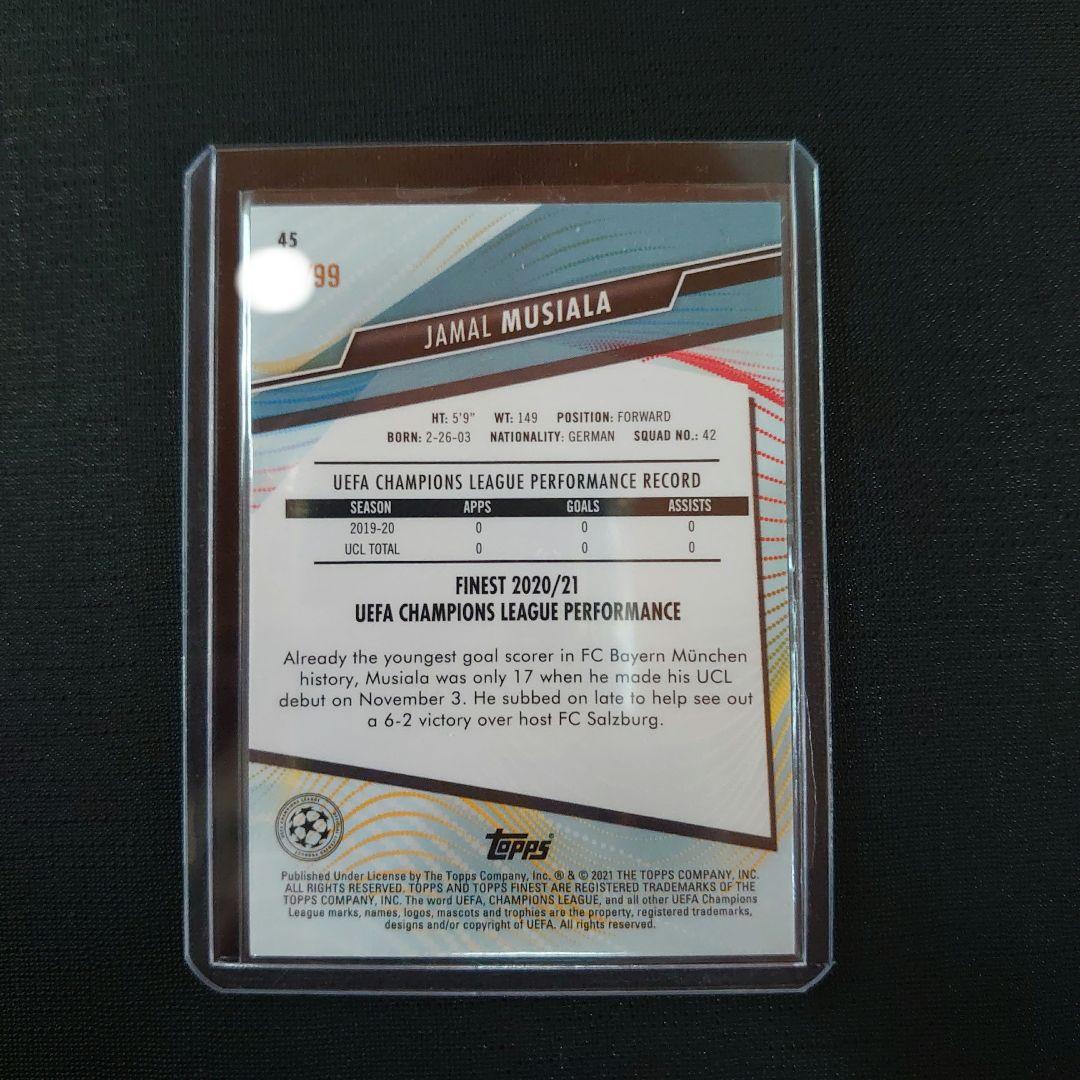 45
/99
JAMAL MUSIALA
HT: 5'9" WT: 149 POSITION: FORWARD
BORN: 2-26-03 NATIONALITY: GERMAN SQUAD NO.: 42
UEFA CHAMPIONS LEAGUE PERFORMANCE RECORD
SEASON APPS GOALS ASSISTS
2019-20 0 0 0
UCL TOTAL 0 0 0
FINEST 2020/21
UEFA CHAMPIONS LEAGUE PERFORMANCE
Already the youngest goal scorer in FC Bayern München
history, Musiala was only 17 when he made his UCL
debut on November 3. He subbed on late to help see out
a 6-2 victory over host FC Salzburg.
topps®
Published Under License by The Topps Company, Inc. ® & © 2021 THE TOPPS COMPANY, INC.
ALL RIGHTS RESERVED. TOPPS AND TOPPS FINEST ARE REGISTERED TRADEMARKS OF THE
TOPPS COMPANY, INC. The word UEFA, CHAMPIONS LEAGUE, and all other UEFA Champions
League marks, names, logos, mascots and trophies are the property, registered trademarks,
designs and/or copyright of UEFA. All rights reserved.